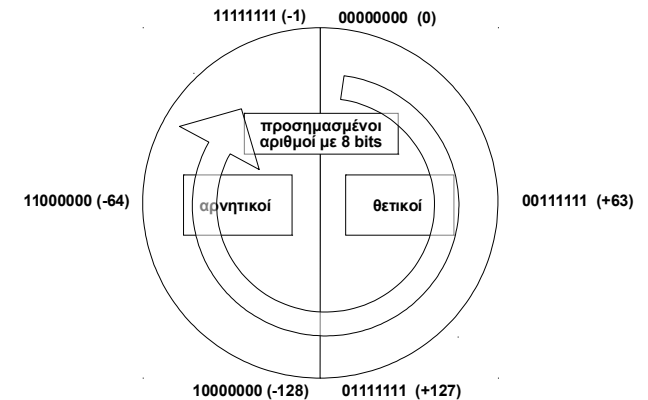 11111111 (-1) 00000000 (0)
προσημασμένοι
αριθμοί με 8 bits
11000000 (-64) αρνητικοί θετικοί 00111111 (+63)
10000000 (-128) 01111111 (+127)